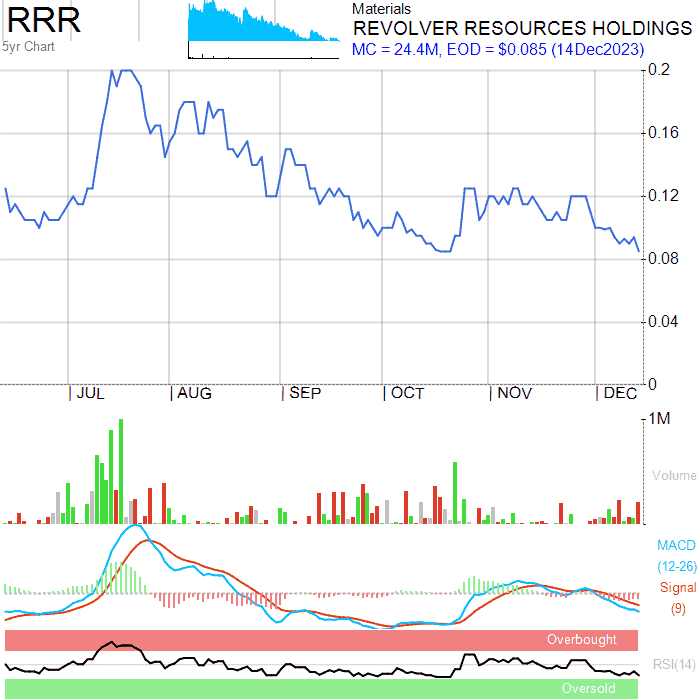 RRR
5yr Chart
Materials
REVOLVER RESOURCES HOLDINGS
MC = 24.4M, EOD = $0.085 (14Dec2023)
0.2
0.16
0.12
0.08
0.04
0
JUL AUG SEP OCT NOV DEC
1M
Volume
MACD
(12-26)
Signal
(9)
Overbought
RSI(14)
Oversold